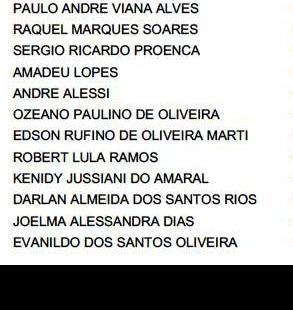 PAULO ANDRE VIANA ALVES
RAQUEL MARQUES SOARES
SERGIO RICARDO PROENCA
AMADEU LOPES
ANDRE ALESSI
OZEANO PAULINO DE OLIVEIRA
EDSON RUFINO DE OLIVEIRA MARTI
ROBERT LULA RAMOS
KENIDY JUSSIANI DO AMARAL
DARLAN ALMEIDA DOS SANTOS RIOS
JOELMA ALESSANDRA DIAS
EVANILDO DOS SANTOS OLIVEIRA